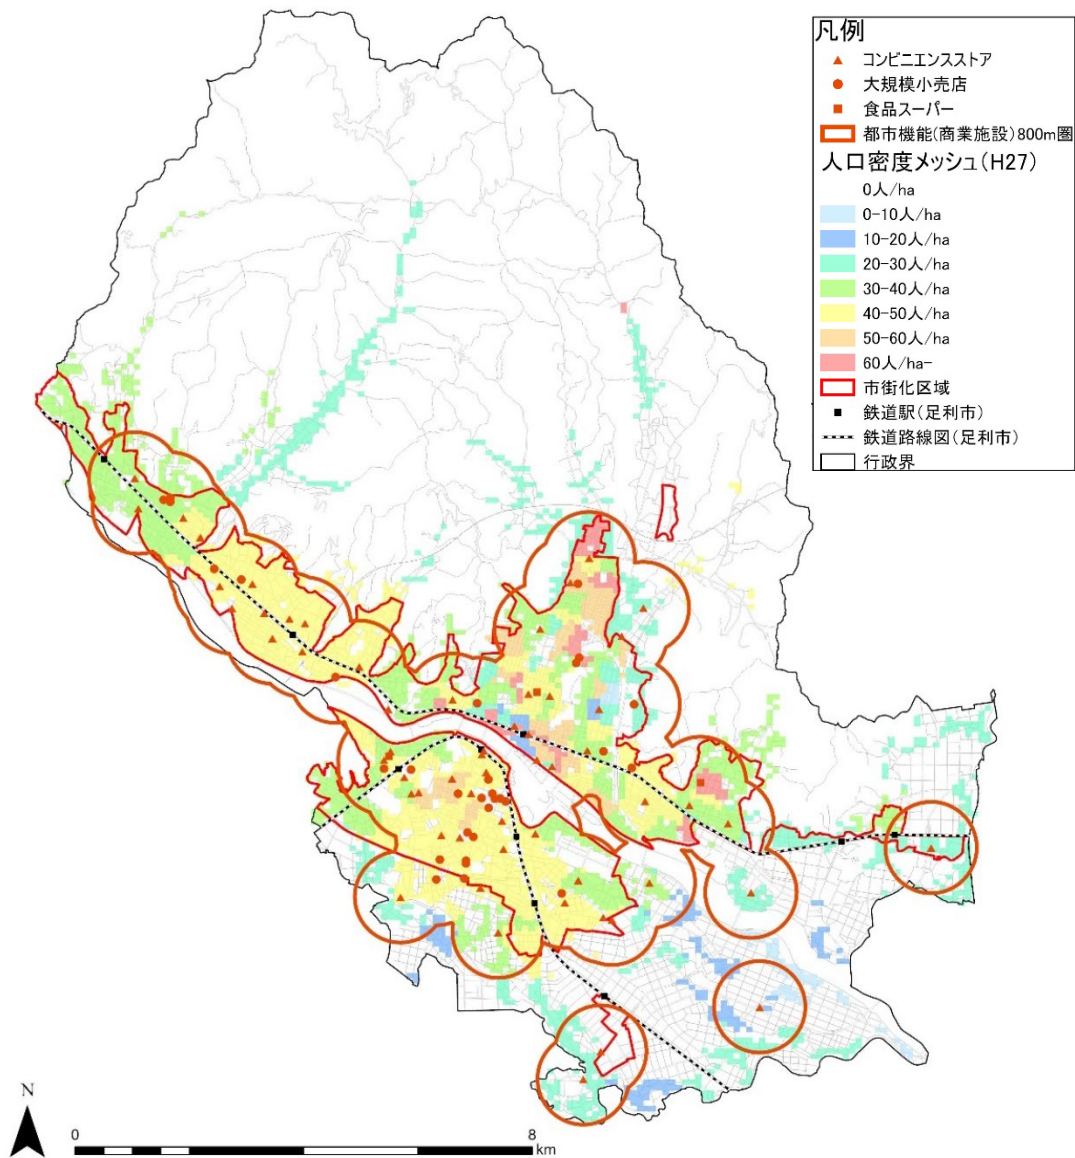 凡例
コンビニエンスストア
大規模小売店
食品スーパー
都市機能(商業施設)800m圏
人口密度メッシュ(H27)
0人/ha
0-10人/ha
10-20人/ha
20-30人/ha
30-40人/ha
40-50人/ha
50-60人/ha
60人/ha-
市街化区域
鉄道駅(足利市)
鉄道路線図(足利市)
行政界
N
0 8
km